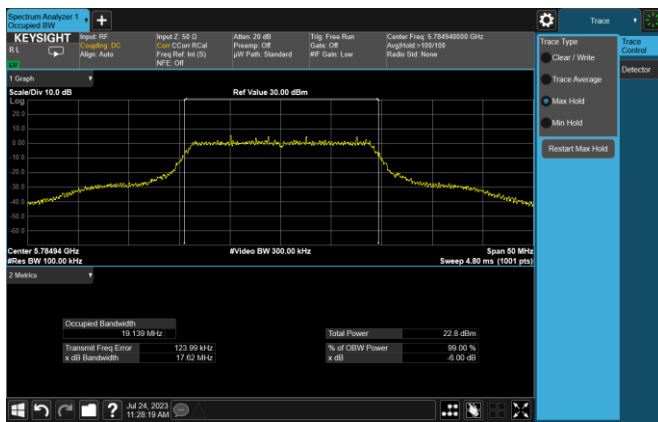 Spectrum Analyzer 1
Occupied BW
Trace
KEYSIGHT
RL
Input: RF
Coupling: DC
Align: Auto
Input Z: 50 Ω
Corr CCorr RCal
Freq Ref: Int (S)
NFE: Off
Atten: 20 dB
Preamp: Off
µW Path: Standard
Trig: Free Run
Gate: Off
#IF Gain: Low
Center Freq: 5.784940000 GHz
Avg|Hold:>100/100
Radio Std: None
1 Graph
Scale/Div 10.0 dB
Ref Value 30.00 dBm
Log
20.0
10.0
0.00
-10.0
-20.0
-30.0
-40.0
-50.0
-60.0
Center 5.78494 GHz
#Video BW 300.00 kHz
Span 50 MHz
#Res BW 100.00 kHz
Sweep 4.80 ms (1001 pts)
2 Metrics
Occupied Bandwidth
19.139 MHz
Total Power 22.8 dBm
Transmit Freq Error 123.99 kHz
% of OBW Power 99.00 %
x dB Bandwidth 17.62 MHz
x dB -6.00 dB
Trace Type
Clear / Write
Trace Average
Max Hold
Min Hold
Restart Max Hold
Trace
Control
Detector
?
Jul 24, 2023
11:28:19 AM